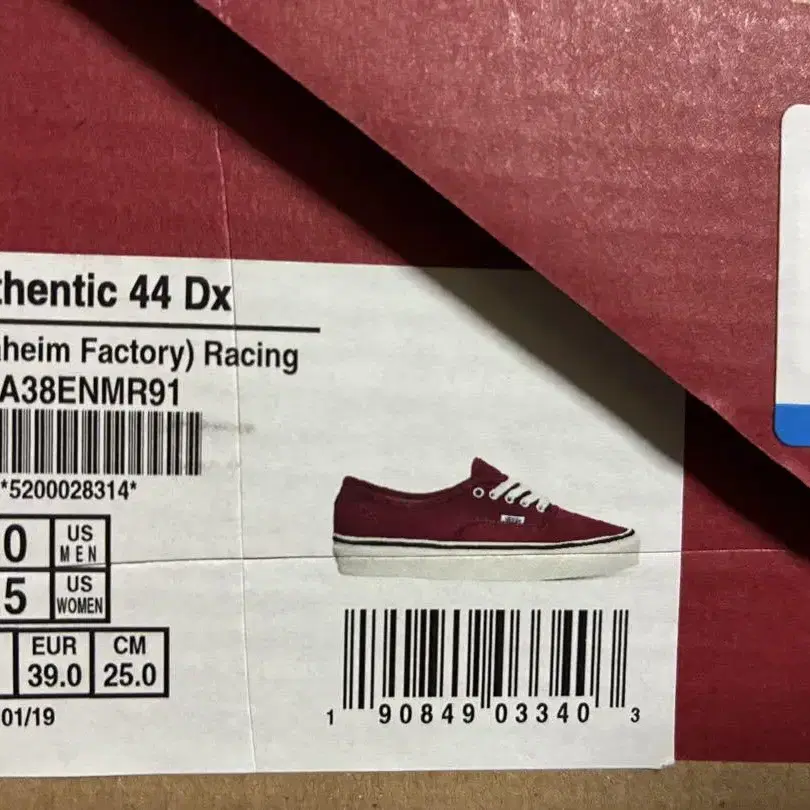 thentic 44 Dx
aheim Factory) Racing
A38ENMR91
*5200028314*
0 US MEN
5 US WOMEN
EUR CM
39.0 25.0
01/19
1 90849 03340 3